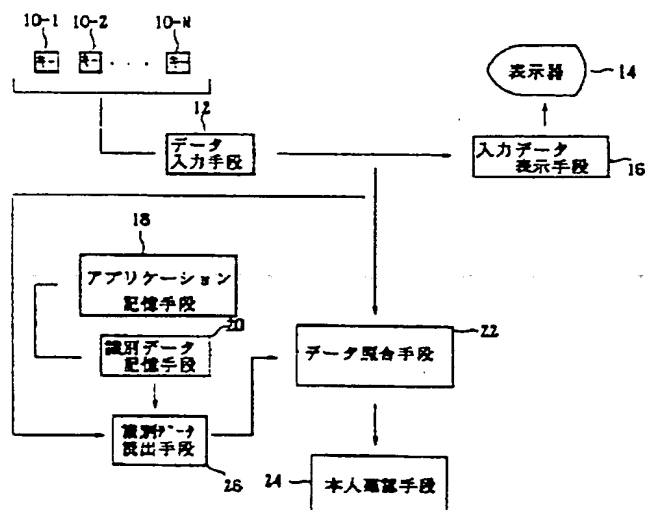 10-1 10-2 10-N
キー キー ・・・・ キー
表示器
14
12
データ
入力手段
入力データ
表示手段
16
18
アプリケーション
記憶手段
20
識別データ
記憶手段
22
データ照合手段
識別データ
読出手段
26
24
本人確認手段